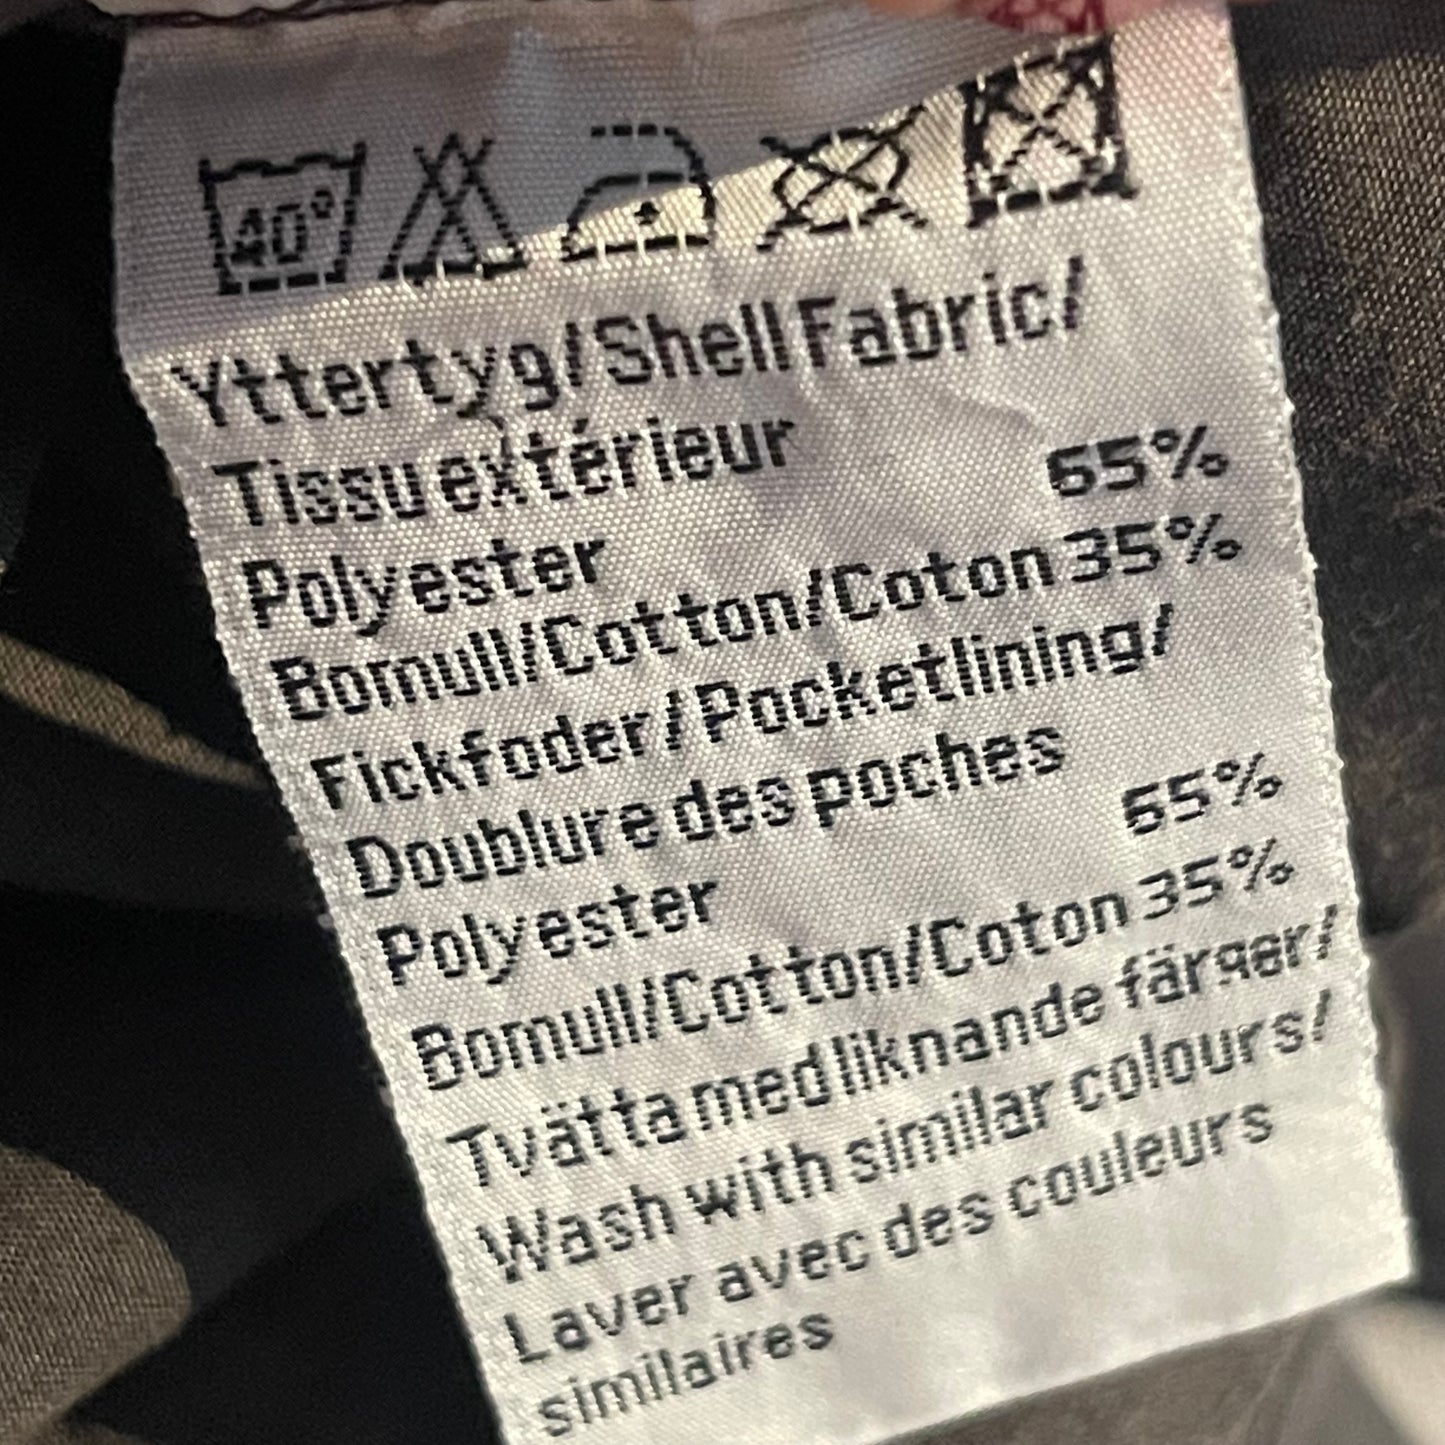 40°
Yttertyg/Shell Fabric/
Tissu extérieur
Polyester 65%
Bomull/Cotton/Coton 35%
Fickfoder/Pocketlining/
Doublure des poches
Polyester 65%
Bomull/Cotton/Coton 35%
Tvätta med liknande färger/
Wash with similar colours/
Laver avec des couleurs
similaires